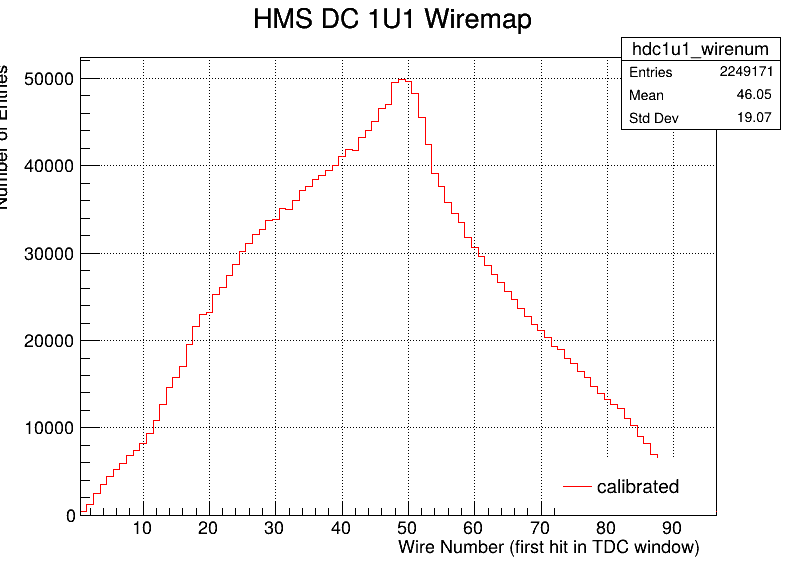 HMS DC 1U1 Wiremap
hdc1u1_wirenum
Entries 2249171
Mean 46.05
Std Dev 19.07
Number of Entries
50000
40000
30000
20000
10000
0
calibrated
10 20 30 40 50 60 70 80 90
Wire Number (first hit in TDC window)